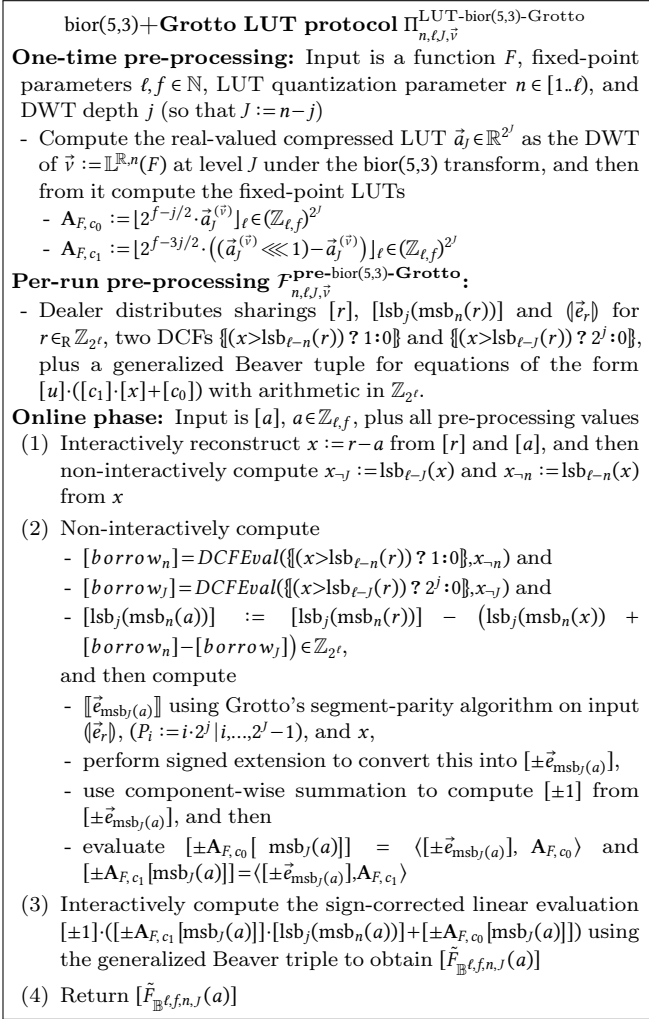 bior(5,3)+Grotto LUT protocol Π^{LUT-bior(5,3)-Grotto}_{n,ℓ,J,ν⃗}
One-time pre-processing: Input is a function F, fixed-point
parameters ℓ, f ∈ ℕ, LUT quantization parameter n ∈ [1..ℓ), and
DWT depth j (so that J := n−j)
- Compute the real-valued compressed LUT a⃗_J ∈ ℝ^{2^J} as the DWT
of ν⃗ := 𝕃^{ℝ,n}(F) at level J under the bior(5,3) transform, and then
from it compute the fixed-point LUTs
- A_{F,c_0} := ⌊2^{f−j/2}·a⃗_J^{(ν⃗)}⌋_ℓ ∈ (ℤ_{ℓ,f})^{2^J}
- A_{F,c_1} := ⌊2^{f−3j/2}·((a⃗_J^{(ν⃗)} ⋘ 1)−a⃗_J^{(ν⃗)})⌋_ℓ ∈ (ℤ_{ℓ,f})^{2^J}
Per-run pre-processing ℱ^{pre-bior(5,3)-Grotto}_{n,ℓ,J,ν⃗}:
- Dealer distributes sharings [r], [lsb_j(msb_n(r))] and ⦇e⃗_r⦈ for
r ∈_R ℤ_{2^ℓ}, two DCFs {[(x>lsb_{ℓ−n}(r)) ? 1:0]} and {[(x>lsb_{ℓ−J}(r)) ? 2^j:0]},
plus a generalized Beaver tuple for equations of the form
[u]·([c_1]·[x]+[c_0]) with arithmetic in ℤ_{2^ℓ}.
Online phase: Input is [a], a∈ℤ_{ℓ,f}, plus all pre-processing values
(1) Interactively reconstruct x := r−a from [r] and [a], and then
non-interactively compute x_{¬J} := lsb_{ℓ−J}(x) and x_{¬n} := lsb_{ℓ−n}(x)
from x
(2) Non-interactively compute
- [borrow_n]=DCFEval({[(x>lsb_{ℓ−n}(r)) ? 1:0]},x_{¬n}) and
- [borrow_J]=DCFEval({[(x>lsb_{ℓ−J}(r)) ? 2^j:0]},x_{¬J}) and
- [lsb_j(msb_n(a))] := [lsb_j(msb_n(r))] − (lsb_j(msb_n(x)) +
[borrow_n]−[borrow_J]) ∈ ℤ_{2^ℓ},
and then compute
- ⟦e⃗_{msb_J(a)}⟧ using Grotto's segment-parity algorithm on input
⦇e⃗_r⦈, (P_i := i·2^j | i,...,2^J−1), and x,
- perform signed extension to convert this into [±e⃗_{msb_J(a)}],
- use component-wise summation to compute [±1] from
[±e⃗_{msb_J(a)}], and then
- evaluate [±A_{F,c_0}[ msb_J(a)]] = ⟨[±e⃗_{msb_J(a)}], A_{F,c_0}⟩ and
[±A_{F,c_1}[msb_J(a)]]=⟨[±e⃗_{msb_J(a)}],A_{F,c_1}⟩
(3) Interactively compute the sign-corrected linear evaluation
[±1]·([±A_{F,c_1}[msb_J(a)]]·[lsb_j(msb_n(a))]+[±A_{F,c_0}[msb_J(a)]]) using
the generalized Beaver triple to obtain [F̃_{𝔹^{ℓ,f,n,J}}(a)]
(4) Return [F̃_{𝔹^{ℓ,f,n,J}}(a)]